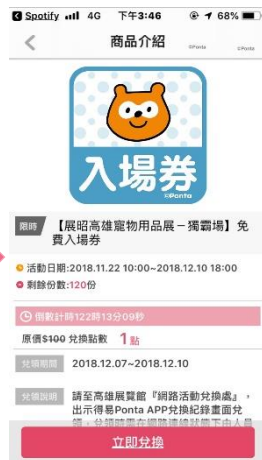 Spotify 4G 下午3:46 68%
商品介紹
©Ponta ©Ponta
入場券
©Ponta
限時 【展昭高雄寵物用品展－獨霸場】免
費入場券
活動日期:2018.11.22 10:00~2018.12.10 18:00
剩餘份數:120份
倒數計時122時13分09秒
原價$100 兌換點數 1點
兌領期間 2018.12.07~2018.12.10
兌領說明 請至高雄展覽館『網路活動兌換處』，
出示得易Ponta APP兌換紀錄畫面兌
立即兌換